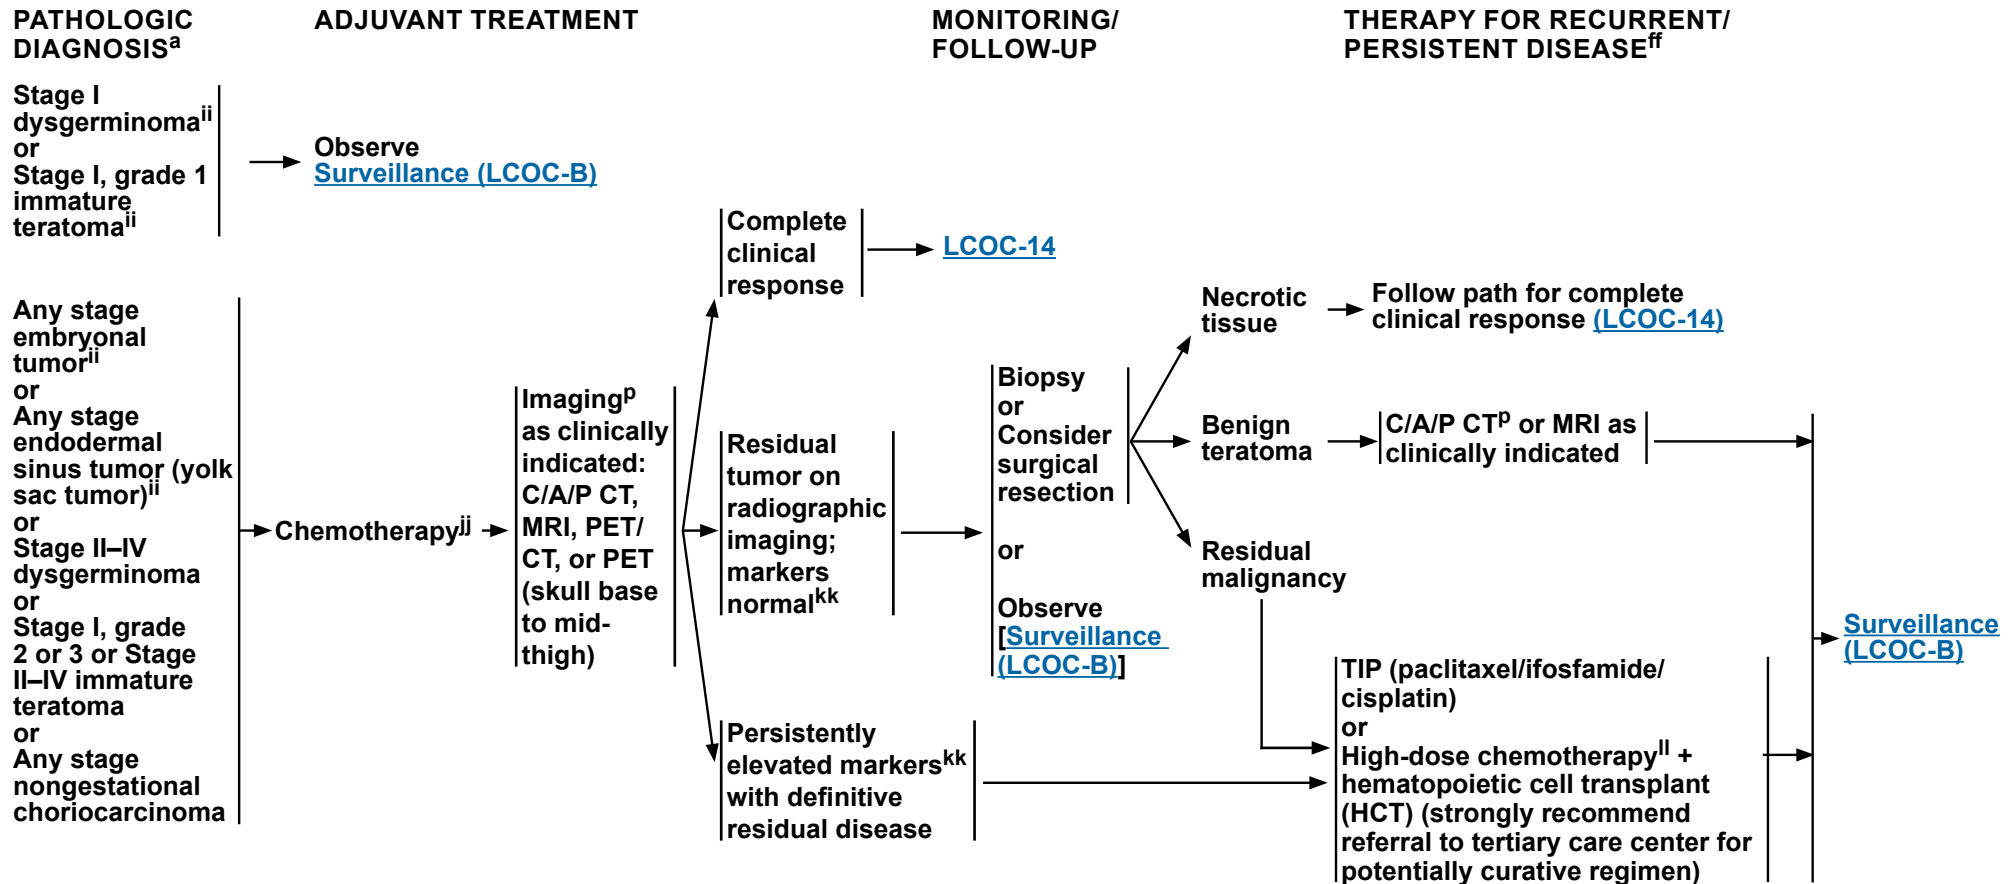 PATHOLOGIC
DIAGNOSISa
ADJUVANT TREATMENT
MONITORING/
FOLLOW-UP
THERAPY FOR RECURRENT/
PERSISTENT DISEASEff
Stage I
dysgerminomaii
or
Stage I, grade 1
immature
teratomaii
Observe
Surveillance (LCOC-B)
Any stage
embryonal
tumorii
or
Any stage
endodermal
sinus tumor (yolk
sac tumor)ii
or
Stage II–IV
dysgerminoma
or
Stage I, grade
2 or 3 or Stage
II–IV immature
teratoma
or
Any stage
nongestational
choriocarcinoma
Chemotherapyjj
Imagingp
as clinically
indicated:
C/A/P CT,
MRI, PET/
CT, or PET
(skull base
to mid-
thigh)
Complete
clinical
response
LCOC-14
Residual
tumor on
radiographic
imaging;
markers
normalkk
Persistently
elevated markerskk
with definitive
residual disease
Biopsy
or
Consider
surgical
resection
or
Observe
[Surveillance
(LCOC-B)]
Necrotic
tissue
Follow path for complete
clinical response (LCOC-14)
Benign
teratoma
C/A/P CTp or MRI as
clinically indicated
Residual
malignancy
TIP (paclitaxel/ifosfamide/
cisplatin)
or
High-dose chemotherapyll +
hematopoietic cell transplant
(HCT) (strongly recommend
referral to tertiary care center for
potentially curative regimen)
Surveillance
(LCOC-B)